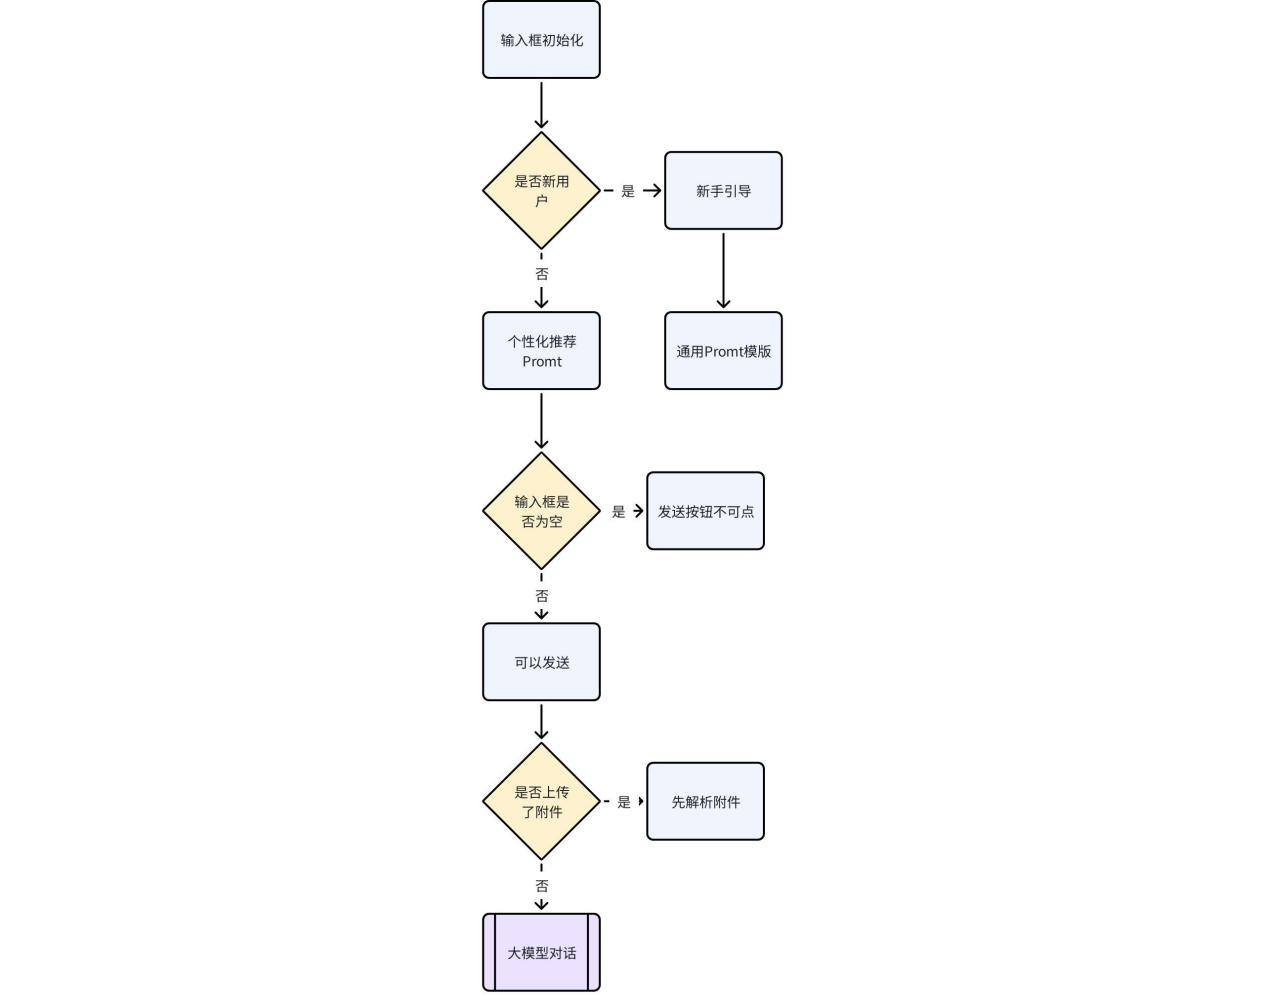 输入框初始化
是否新用
户
是
新手引导
否
个性化推荐
Promt
通用Promt模版
输入框是
否为空
是
发送按钮不可点
否
可以发送
是否上传
了附件
是
先解析附件
否
大模型对话